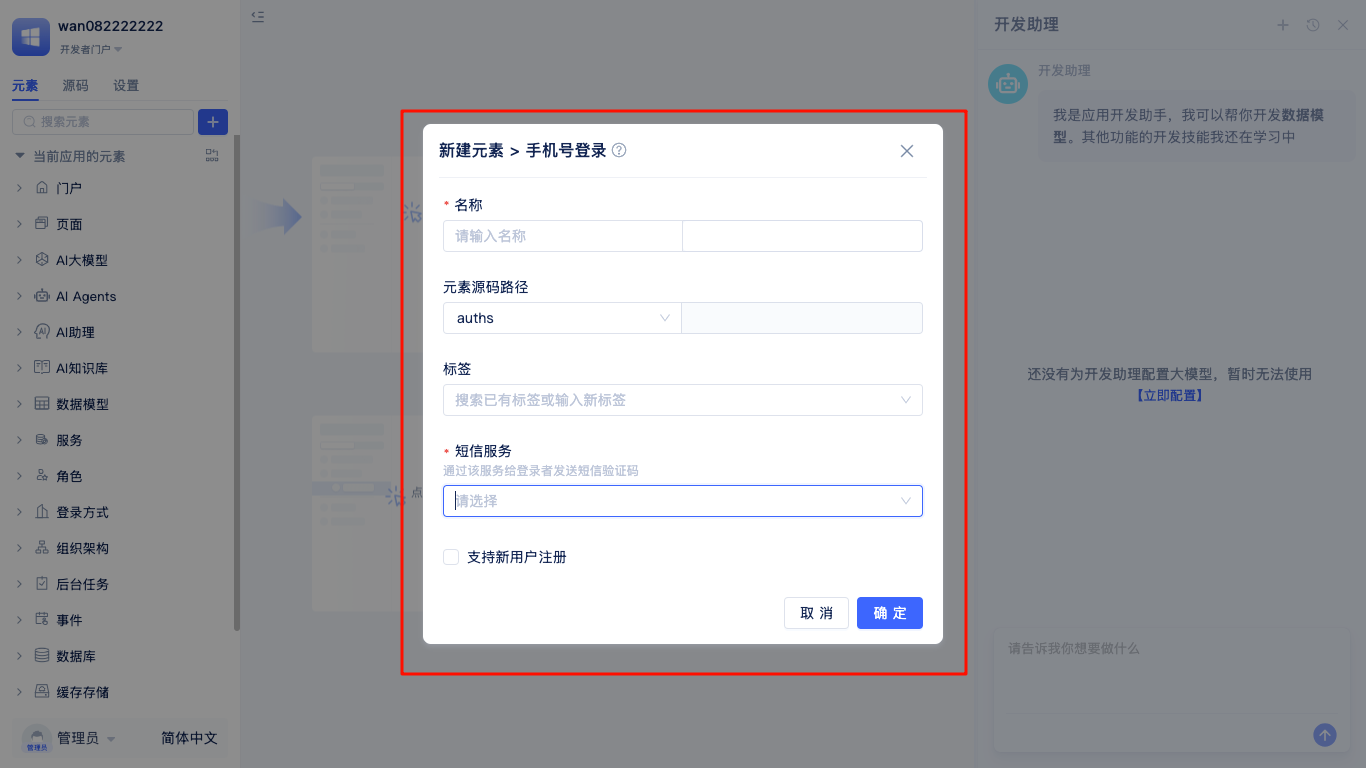 wan082222222
开发者门户
元素 源码 设置
搜索元素
当前应用的元素
门户
页面
AI大模型
AI Agents
AI助理
AI知识库
数据模型
服务
角色
登录方式
组织架构
后台任务
事件
数据库
缓存存储
管理员
管理员 简体中文
点
新建元素 > 手机号登录
* 名称
请输入名称
元素源码路径
auths
标签
搜索已有标签或输入新标签
* 短信服务
通过该服务给登录者发送短信验证码
请选择
支持新用户注册
取 消 确 定
开发助理
开发助理
我是应用开发助手，我可以帮你开发数据模
型。其他功能的开发技能我还在学习中
还没有为开发助理配置大模型，暂时无法使用
【立即配置】
请告诉我你想要做什么